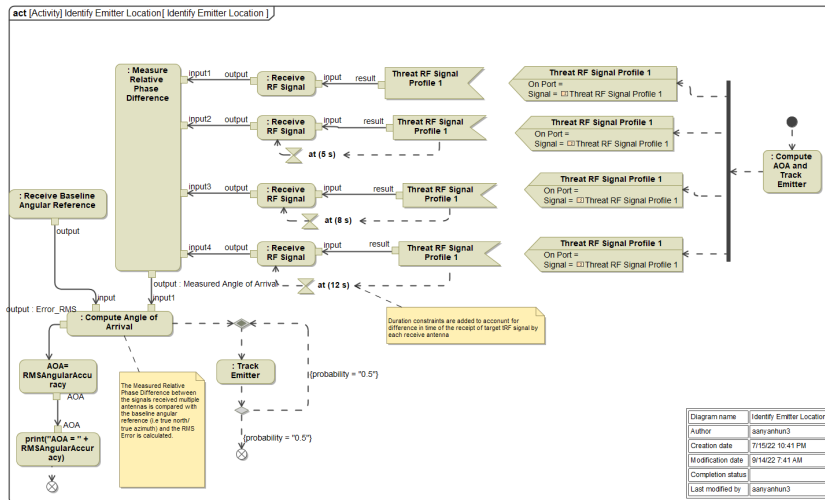 act [Activity] Identify Emitter Location[ Identify Emitter Location ]
: Measure
Relative
Phase
Difference
input1
output
: Receive
RF Signal
input
result
Threat RF Signal
Profile 1
Threat RF Signal Profile 1
On Port =
Signal = Threat RF Signal Profile 1
input2
output
: Receive
RF Signal
input
result
Threat RF Signal
Profile 1
Threat RF Signal Profile 1
On Port =
Signal = Threat RF Signal Profile 1
at (5 s)
: Compute
AOA and
Track
Emitter
: Receive Baseline
Angular Reference
output
input3
output
: Receive
RF Signal
input
result
Threat RF Signal
Profile 1
Threat RF Signal Profile 1
On Port =
Signal = Threat RF Signal Profile 1
at (8 s)
input4
output
: Receive
RF Signal
input
result
Threat RF Signal
Profile 1
Threat RF Signal Profile 1
On Port =
Signal = Threat RF Signal Profile 1
at (12 s)
output : Measured Angle of Arrival
input
input1
output : Error_RMS
: Compute Angle of
Arrival
Duration constraints are added to acconunt for
difference in time of the receipt of target tRF signal by
each receive antenna
AOA=
RMSAngularAccu
racy
AOA
AOA
print("AOA = " +
RMSAngularAccur
acy)
The Measured Relative
Phase Difference between
the signals received multiple
antennas is compared with
the baseline angular
reference (i.e true north/
true azimuth) and the RMS
Error is calculated.
: Track
Emitter
{probability = "0.5"}
{probability = "0.5"}
Diagram name Identify Emitter Location
Author aanyanhun3
Creation date 7/15/22 10:41 PM
Modification date 9/14/22 7:41 AM
Completion status
Last modified by aanyanhun3